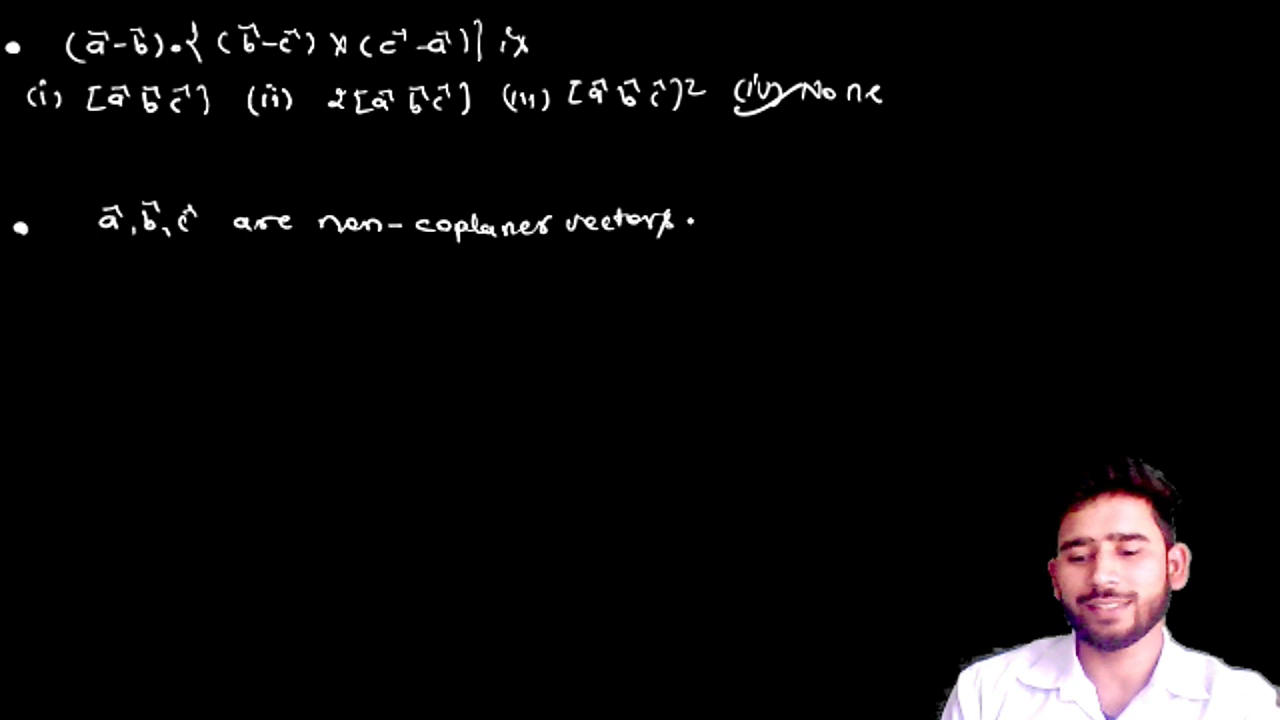 • (a⃗-b⃗).{(b⃗-c⃗)×(c⃗-a⃗)} is
(i) [a⃗ b⃗ c⃗] (ii) 2[a⃗ b⃗ c⃗] (iii) [a⃗ b⃗ c⃗]² (iv) None
• a⃗, b⃗, c⃗ are non-coplaner vectors.